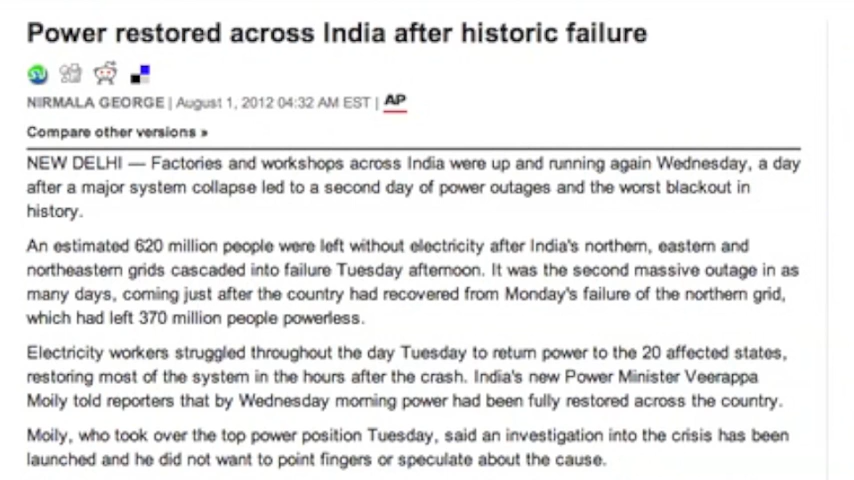 Power restored across India after historic failure
NIRMALA GEORGE | August 1, 2012 04:32 AM EST | AP
Compare other versions »
NEW DELHI — Factories and workshops across India were up and running again Wednesday, a day
after a major system collapse led to a second day of power outages and the worst blackout in
history.
An estimated 620 million people were left without electricity after India's northern, eastern and
northeastern grids cascaded into failure Tuesday afternoon. It was the second massive outage in as
many days, coming just after the country had recovered from Monday's failure of the northern grid,
which had left 370 million people powerless.
Electricity workers struggled throughout the day Tuesday to return power to the 20 affected states,
restoring most of the system in the hours after the crash. India's new Power Minister Veerappa
Moily told reporters that by Wednesday morning power had been fully restored across the country.
Moily, who took over the top power position Tuesday, said an investigation into the crisis has been
launched and he did not want to point fingers or speculate about the cause.